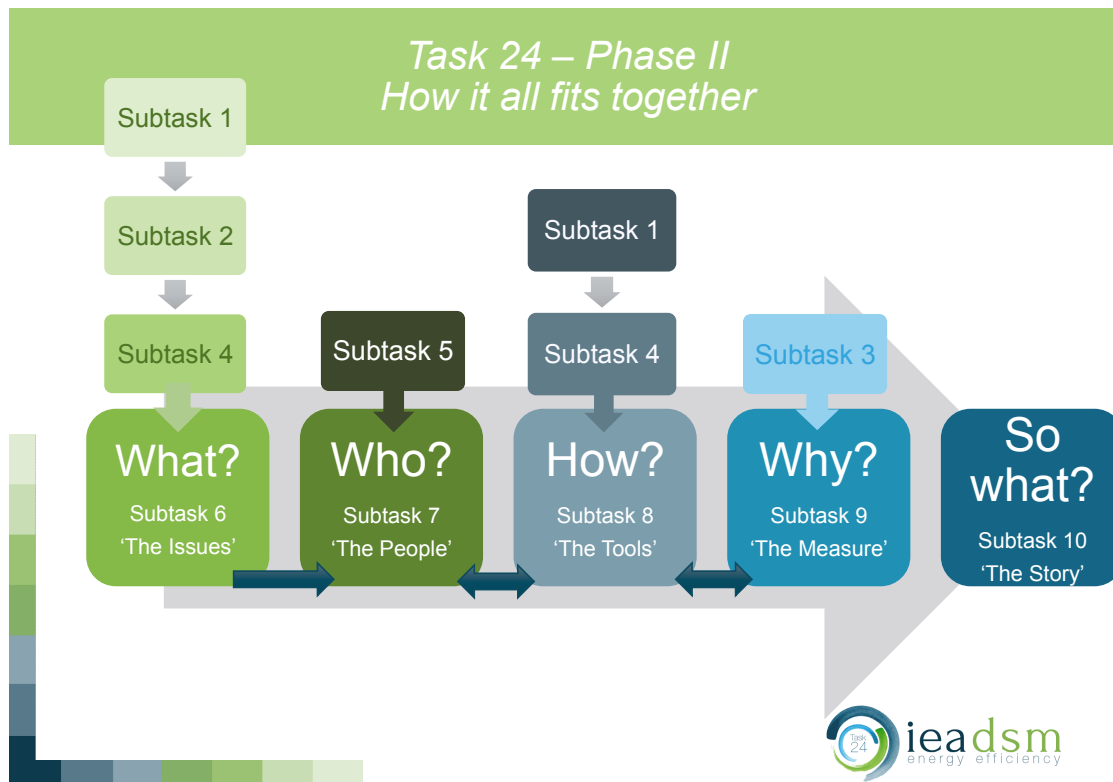 Task 24 – Phase II
How it all fits together
Subtask 1
Subtask 2
Subtask 4
Subtask 5
Subtask 1
Subtask 4
Subtask 3
What?
Subtask 6
‘The Issues’
Who?
Subtask 7
‘The People’
How?
Subtask 8
‘The Tools’
Why?
Subtask 9
‘The Measure’
So
what?
Subtask 10
‘The Story’
Task
24
ieadsm
energy efficiency